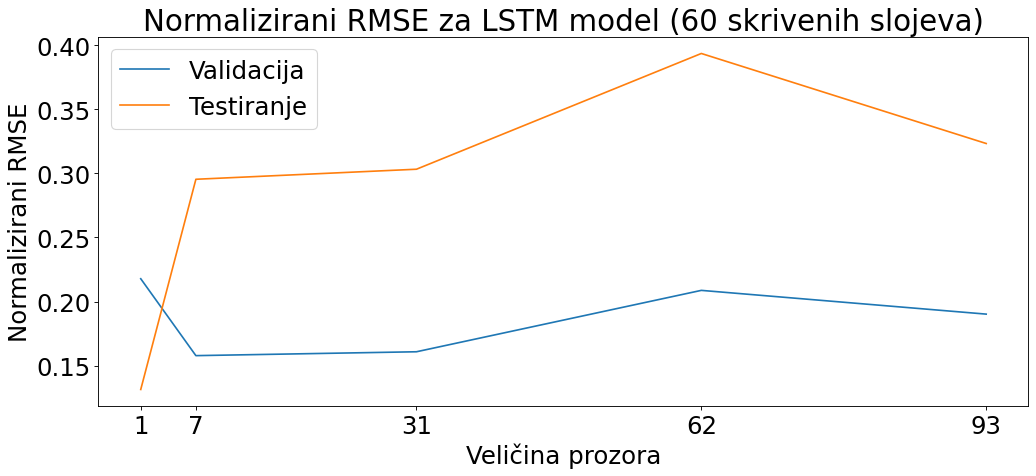 Normalizirani RMSE za LSTM model (60 skrivenih slojeva)
Validacija
Testiranje
Normalizirani RMSE
0.40
0.35
0.30
0.25
0.20
0.15
1 7 31 62 93
Veličina prozora